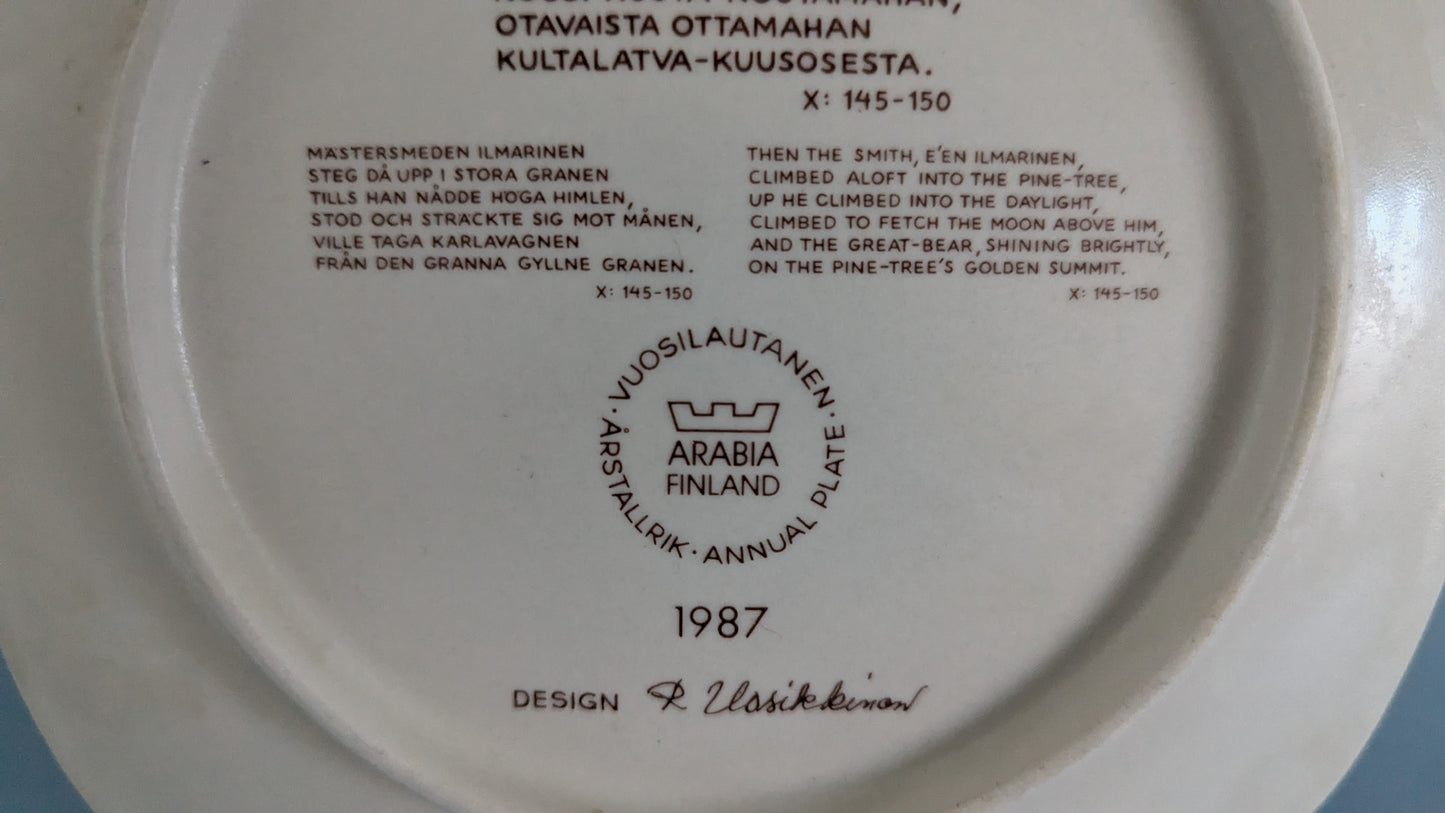 OTAVAISTA OTTAMAHAN
KULTALATVA-KUUSOSESTA.
X: 145-150
MÄSTERSMEDEN ILMARINEN
STEG DÅ UPP I STORA GRANEN
TILLS HAN NÅDDE HÖGA HIMLEN,
STOD OCH STRÄCKTE SIG MOT MÅNEN,
VILLE TAGA KARLAVAGNEN
FRÅN DEN GRANNA GYLLNE GRANEN.
X: 145-150
THEN THE SMITH, E'EN ILMARINEN,
CLIMBED ALOFT INTO THE PINE-TREE,
UP HE CLIMBED INTO THE DAYLIGHT,
CLIMBED TO FETCH THE MOON ABOVE HIM,
AND THE GREAT-BEAR, SHINING BRIGHTLY,
ON THE PINE-TREE'S GOLDEN SUMMIT.
X: 145-150
· VUOSILAUTANEN ·
ARABIA
FINLAND
ÅRSTALLRIK · ANNUAL PLATE
1987
DESIGN R Uosikkinen